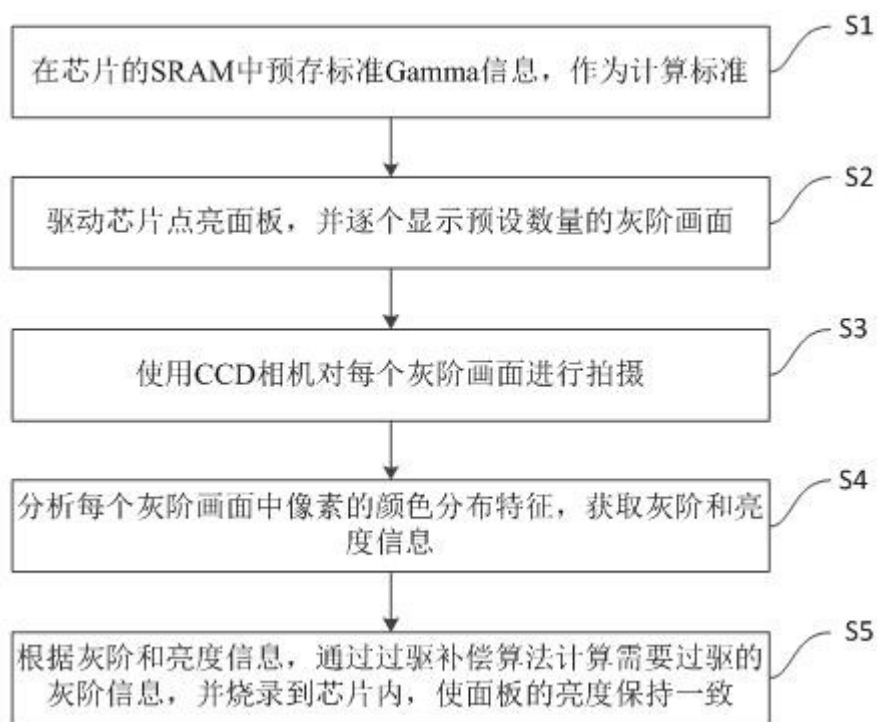 S1
在芯片的SRAM中预存标准Gamma信息，作为计算标准
S2
驱动芯片点亮面板，并逐个显示预设数量的灰阶画面
S3
使用CCD相机对每个灰阶画面进行拍摄
S4
分析每个灰阶画面中像素的颜色分布特征，获取灰阶和亮
度信息
S5
根据灰阶和亮度信息，通过过驱补偿算法计算需要过驱的
灰阶信息，并烧录到芯片内，使面板的亮度保持一致